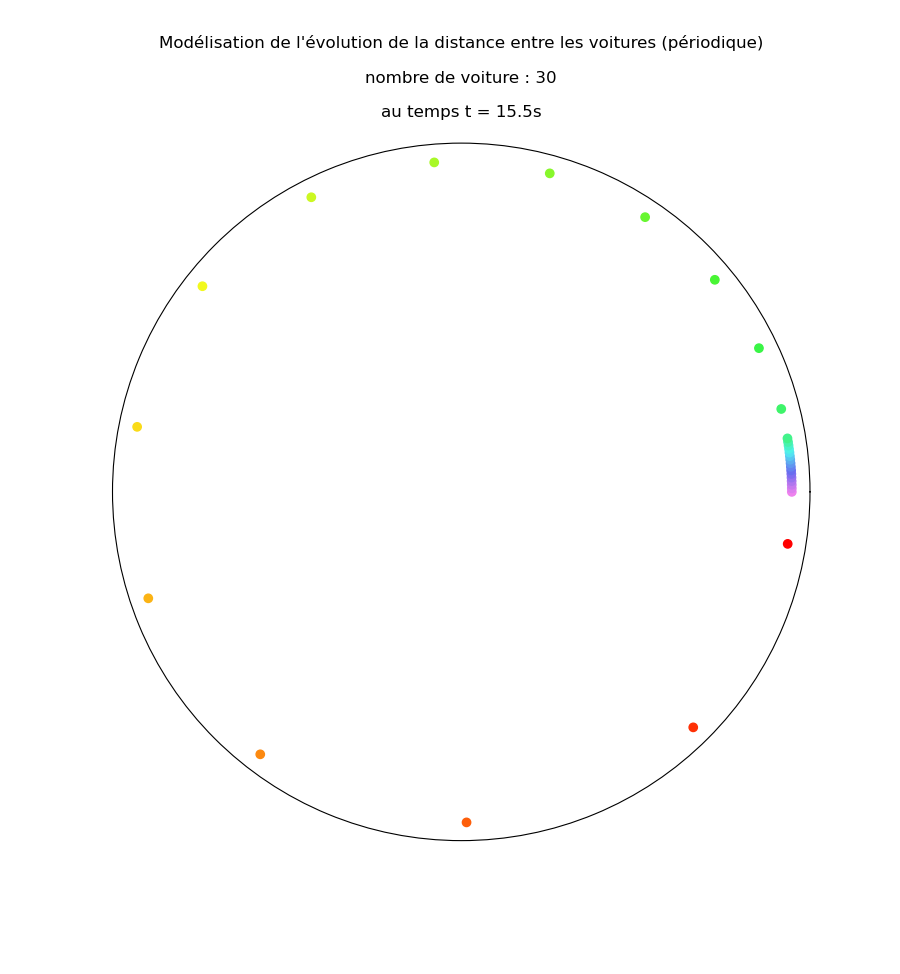 Modélisation de l'évolution de la distance entre les voitures (périodique)
nombre de voiture : 30
au temps t = 15.5s